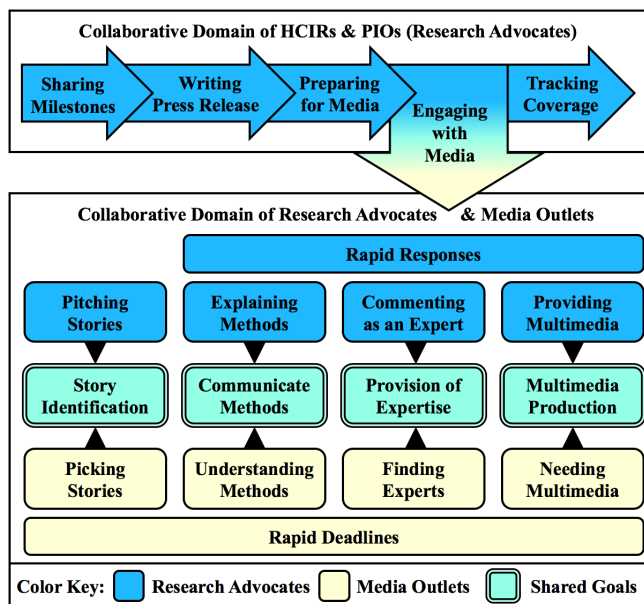 Collaborative Domain of HCIRs & PIOs (Research Advocates)
Sharing
Milestones
Writing
Press Release
Preparing
for Media
Engaging
with
Media
Tracking
Coverage
Collaborative Domain of Research Advocates & Media Outlets
Rapid Responses
Pitching
Stories
Explaining
Methods
Commenting
as an Expert
Providing
Multimedia
Story
Identification
Communicate
Methods
Provision of
Expertise
Multimedia
Production
Picking
Stories
Understanding
Methods
Finding
Experts
Needing
Multimedia
Rapid Deadlines
Color Key: Research Advocates Media Outlets Shared Goals